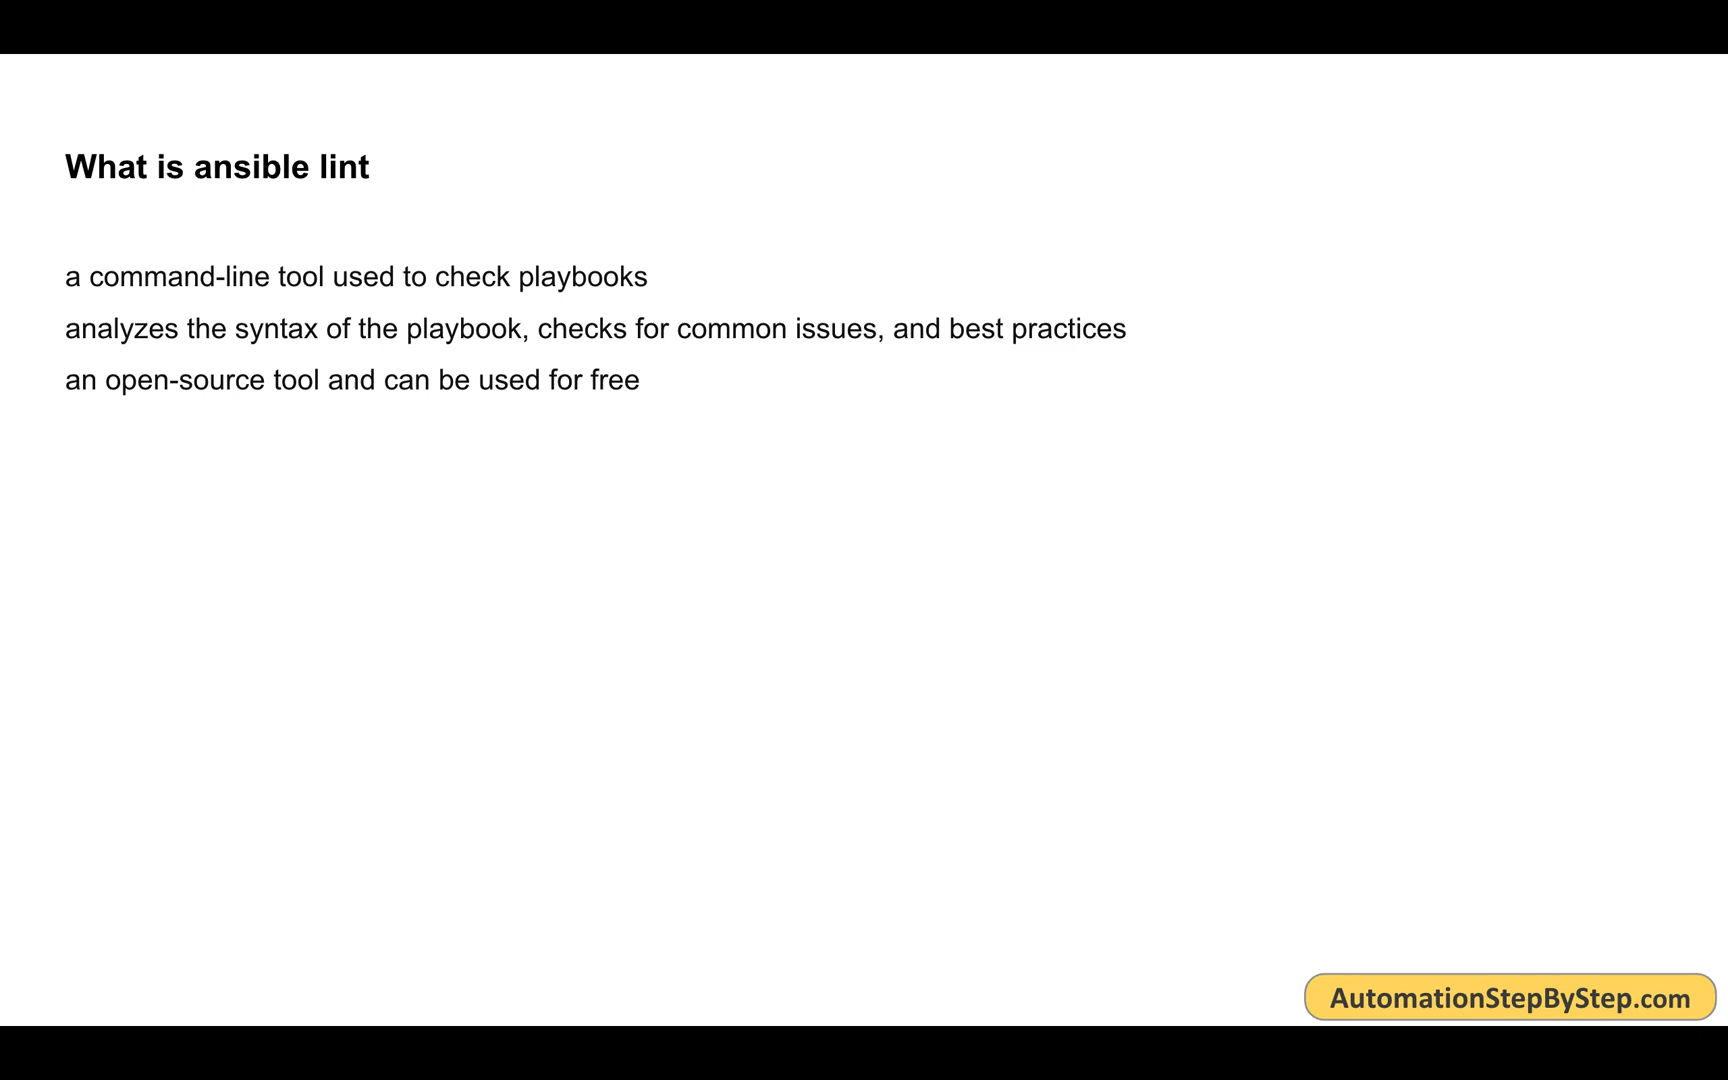 What is ansible lint
a command-line tool used to check playbooks
analyzes the syntax of the playbook, checks for common issues, and best practices
an open-source tool and can be used for free
AutomationStepByStep.com